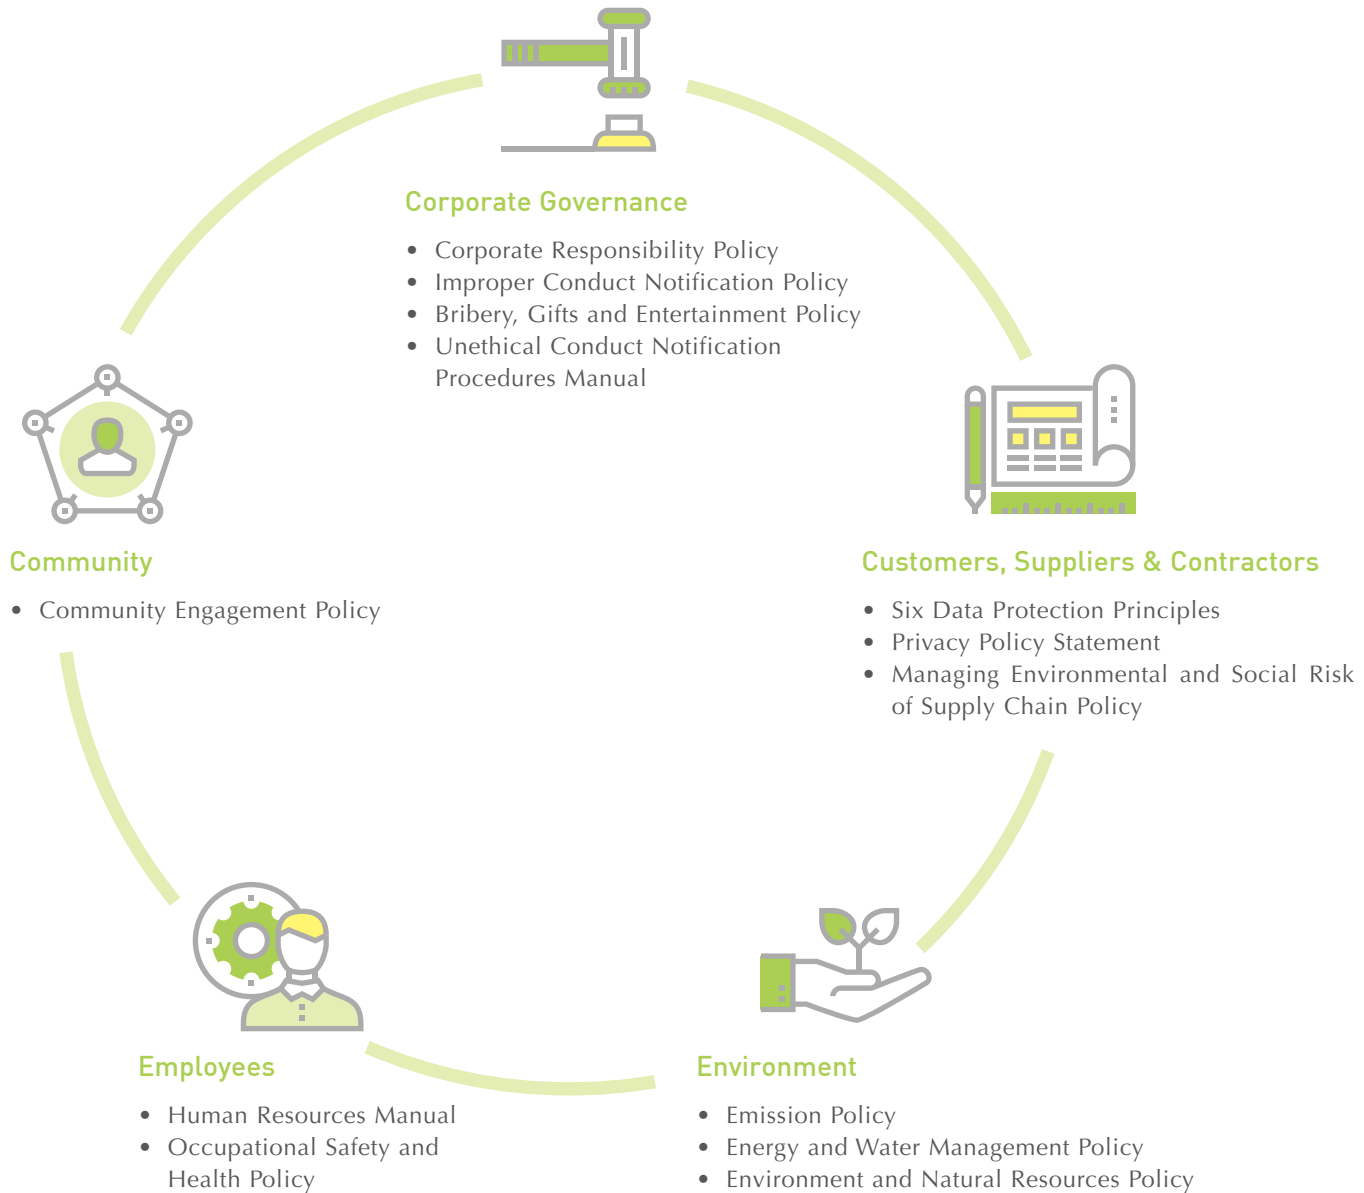 Corporate Governance
• Corporate Responsibility Policy
• Improper Conduct Notification Policy
• Bribery, Gifts and Entertainment Policy
• Unethical Conduct Notification
Procedures Manual
Community
• Community Engagement Policy
Customers, Suppliers & Contractors
• Six Data Protection Principles
• Privacy Policy Statement
• Managing Environmental and Social Risk
of Supply Chain Policy
Employees
• Human Resources Manual
• Occupational Safety and
Health Policy
Environment
• Emission Policy
• Energy and Water Management Policy
• Environment and Natural Resources Policy